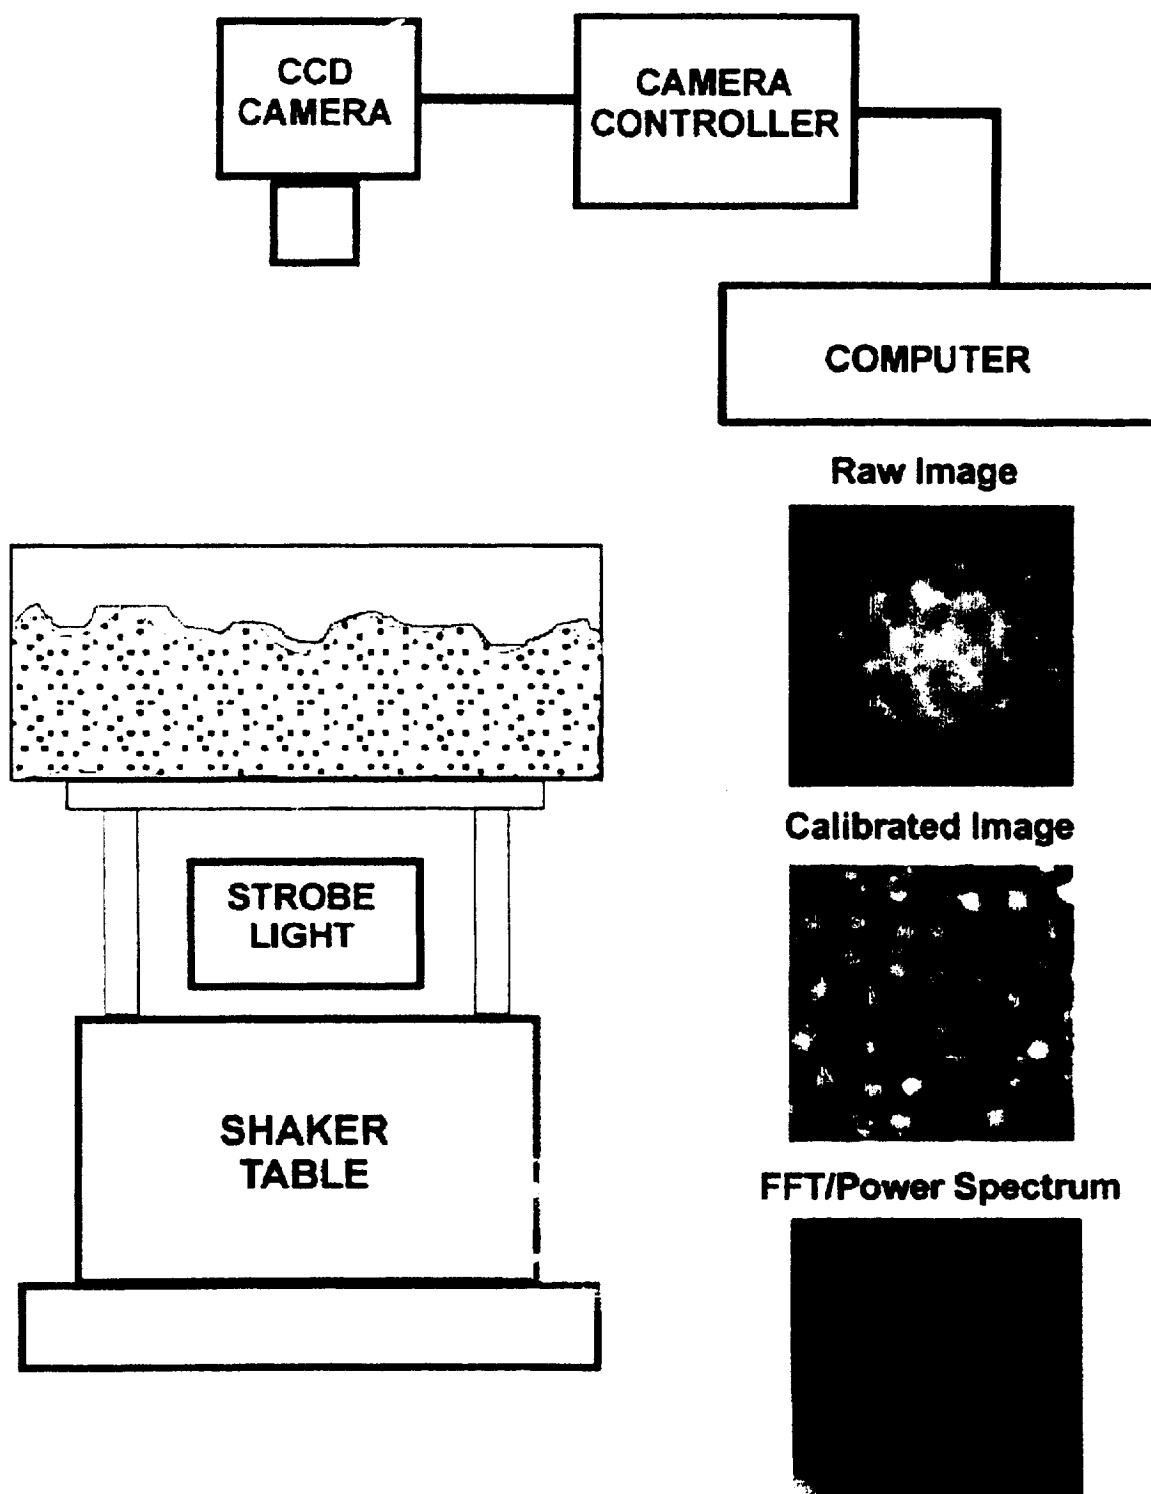 CCD
CAMERA
CAMERA
CONTROLLER
COMPUTER
Raw Image
Calibrated Image
STROBE
LIGHT
SHAKER
TABLE
FFT/Power Spectrum